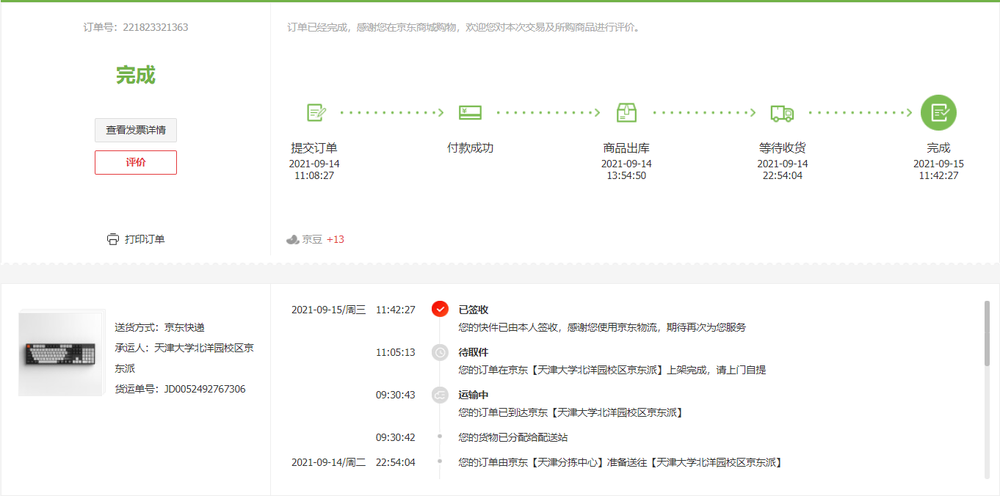 订单号：221823321363
完成
查看发票详情
评价
打印订单
订单已经完成，感谢您在京东商城购物，欢迎您对本次交易及所购商品进行评价。
提交订单
2021-09-14
11:08:27
付款成功
商品出库
2021-09-14
13:54:50
等待收货
2021-09-14
22:54:04
完成
2021-09-15
11:42:27
京豆 +13
送货方式：京东快递
承运人：天津大学北洋园校区京
东派
货运单号：JD0052492767306
2021-09-15/周三 11:42:27 已签收
您的快件已由本人签收，感谢您使用京东物流，期待再次为您服务
11:05:13 待取件
您的订单在京东【天津大学北洋园校区京东派】上架完成，请上门自提
09:30:43 运输中
您的订单已到达京东【天津大学北洋园校区京东派】
09:30:42 您的货物已分配给配送站
2021-09-14/周二 22:54:04 您的订单由京东【天津分拣中心】准备送往【天津大学北洋园校区京东派】